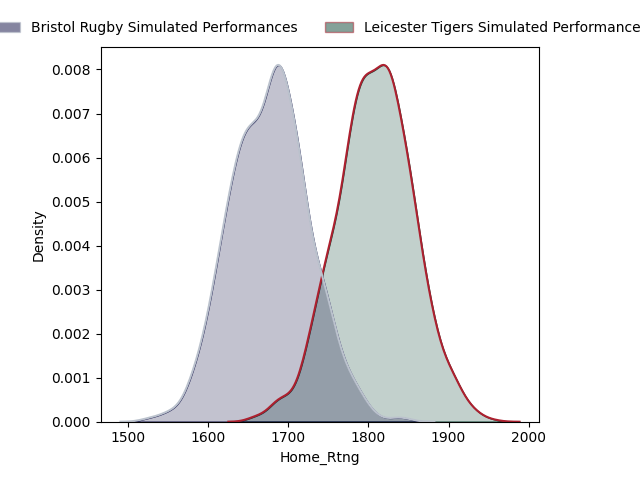 Bristol Rugby Simulated Performances Leicester Tigers Simulated Performance
0.008
0.007
0.006
0.005
0.004
0.003
0.002
0.001
0.000
Density
1500 1600 1700 1800 1900 2000
Home_Rtng